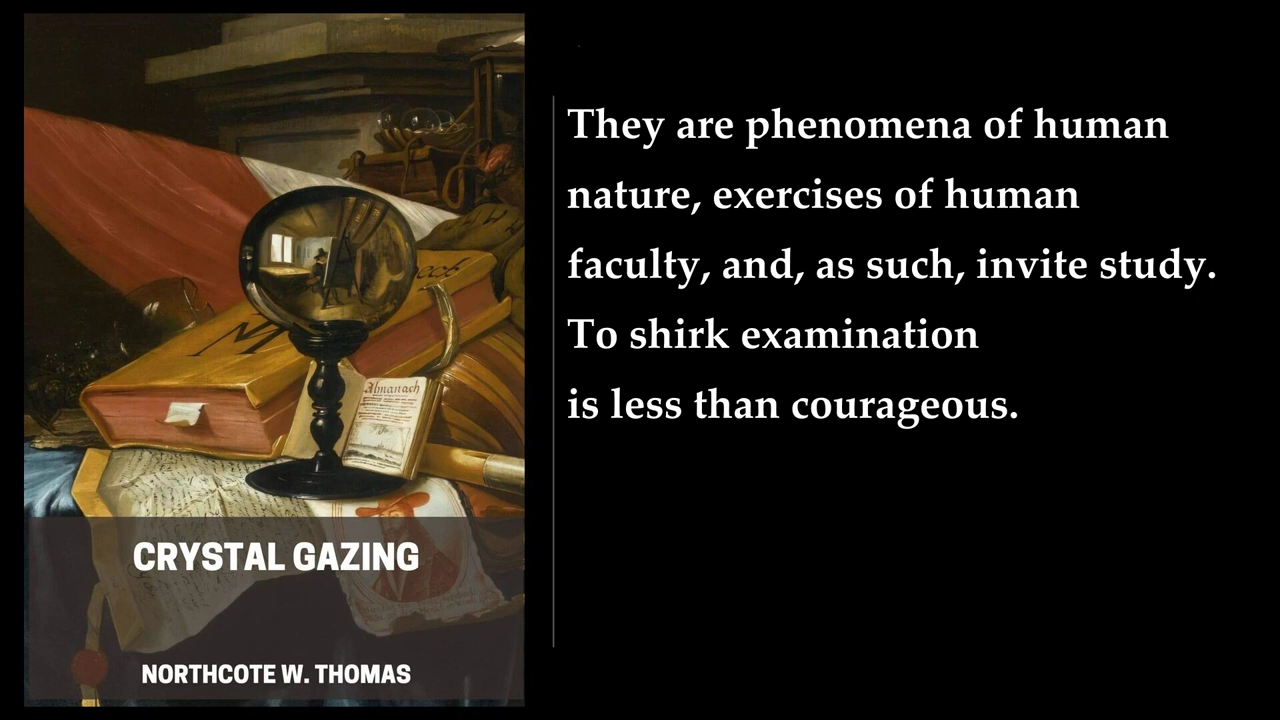 They are phenomena of human
nature, exercises of human
faculty, and, as such, invite study.
To shirk examination
is less than courageous.
Almanach
M
CRYSTAL GAZING
NORTHCOTE W. THOMAS